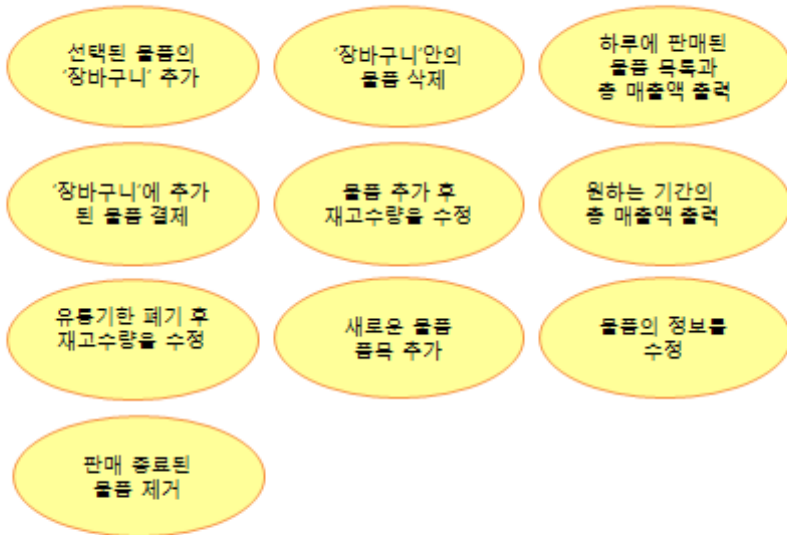 선택된 물품의
'장바구니' 추가
'장바구니'안의
물품 삭제
하루에 판매된
물품 목록과
총 매출액 출력
'장바구니'에 추가
된 물품 결제
물품 추가 후
재고수량을 수정
원하는 기간의
총 매출액 출력
유통기한 폐기 후
재고수량을 수정
새로운 물품
품목 추가
물품의 정보를
수정
판매 종료된
물품 제거